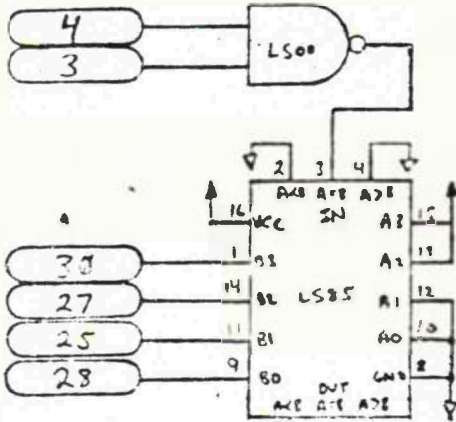 4
3
LS00
2 3 4
A<B A=B A>B
IN
16 VCC A3 15
30 1 B3 A2 13
27 14 B2 LS85 A1 12
25 11 B1 A0 10
28 9 B0 GND 8
OUT
A<B A=B A>B